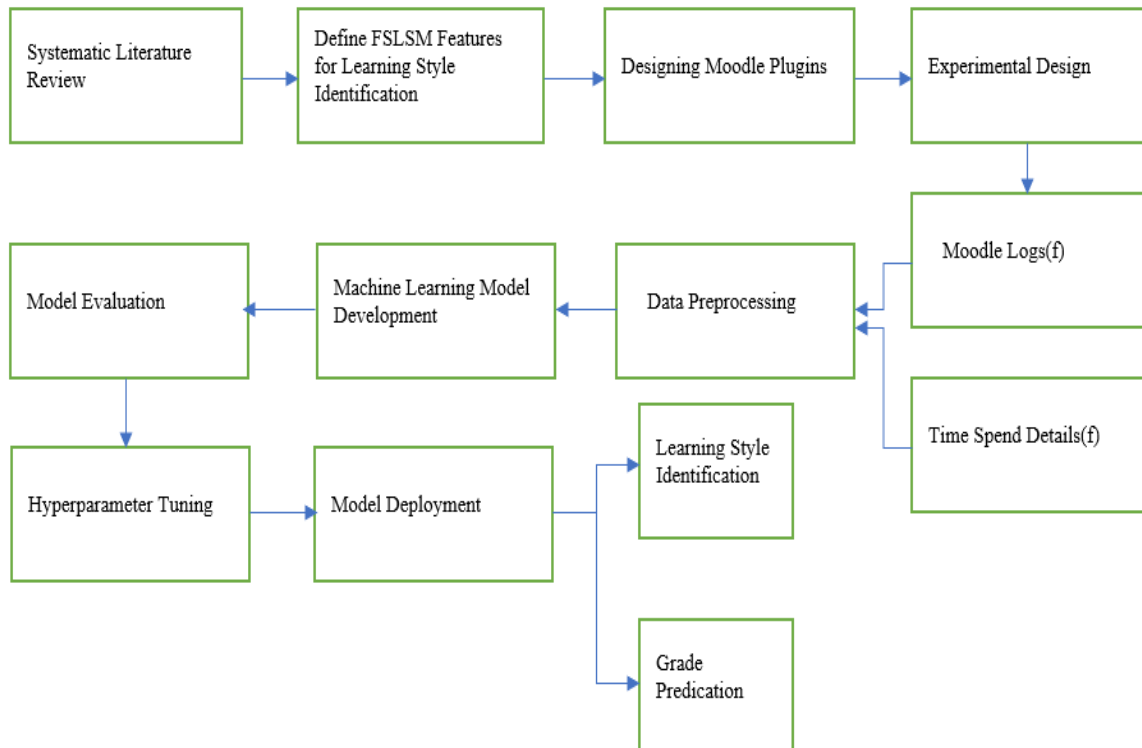 Systematic Literature
Review
Define FSLSM Features
for Learning Style
Identification
Designing Moodle Plugins
Experimental Design
Moodle Logs(f)
Data Preprocessing
Machine Learning Model
Development
Model Evaluation
Time Spend Details(f)
Hyperparameter Tuning
Model Deployment
Learning Style
Identification
Grade
Predication